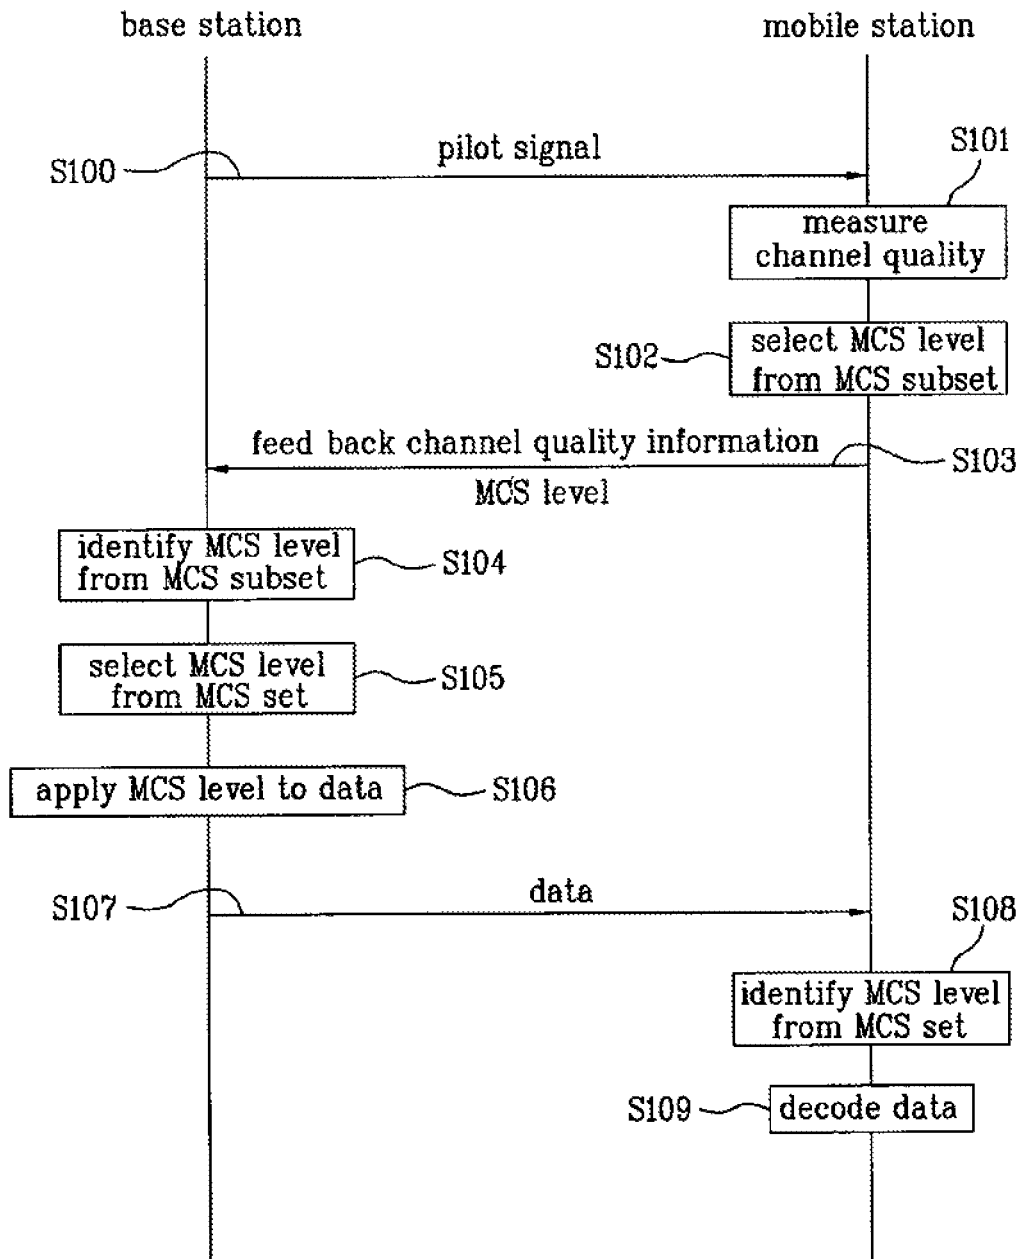 base station
mobile station
pilot signal
S100
S101
measure
channel quality
S102
select MCS level
from MCS subset
feed back channel quality information
S103
MCS level
identify MCS level
from MCS subset
S104
select MCS level
from MCS set
S105
apply MCS level to data
S106
data
S107
S108
identify MCS level
from MCS set
S109
decode data